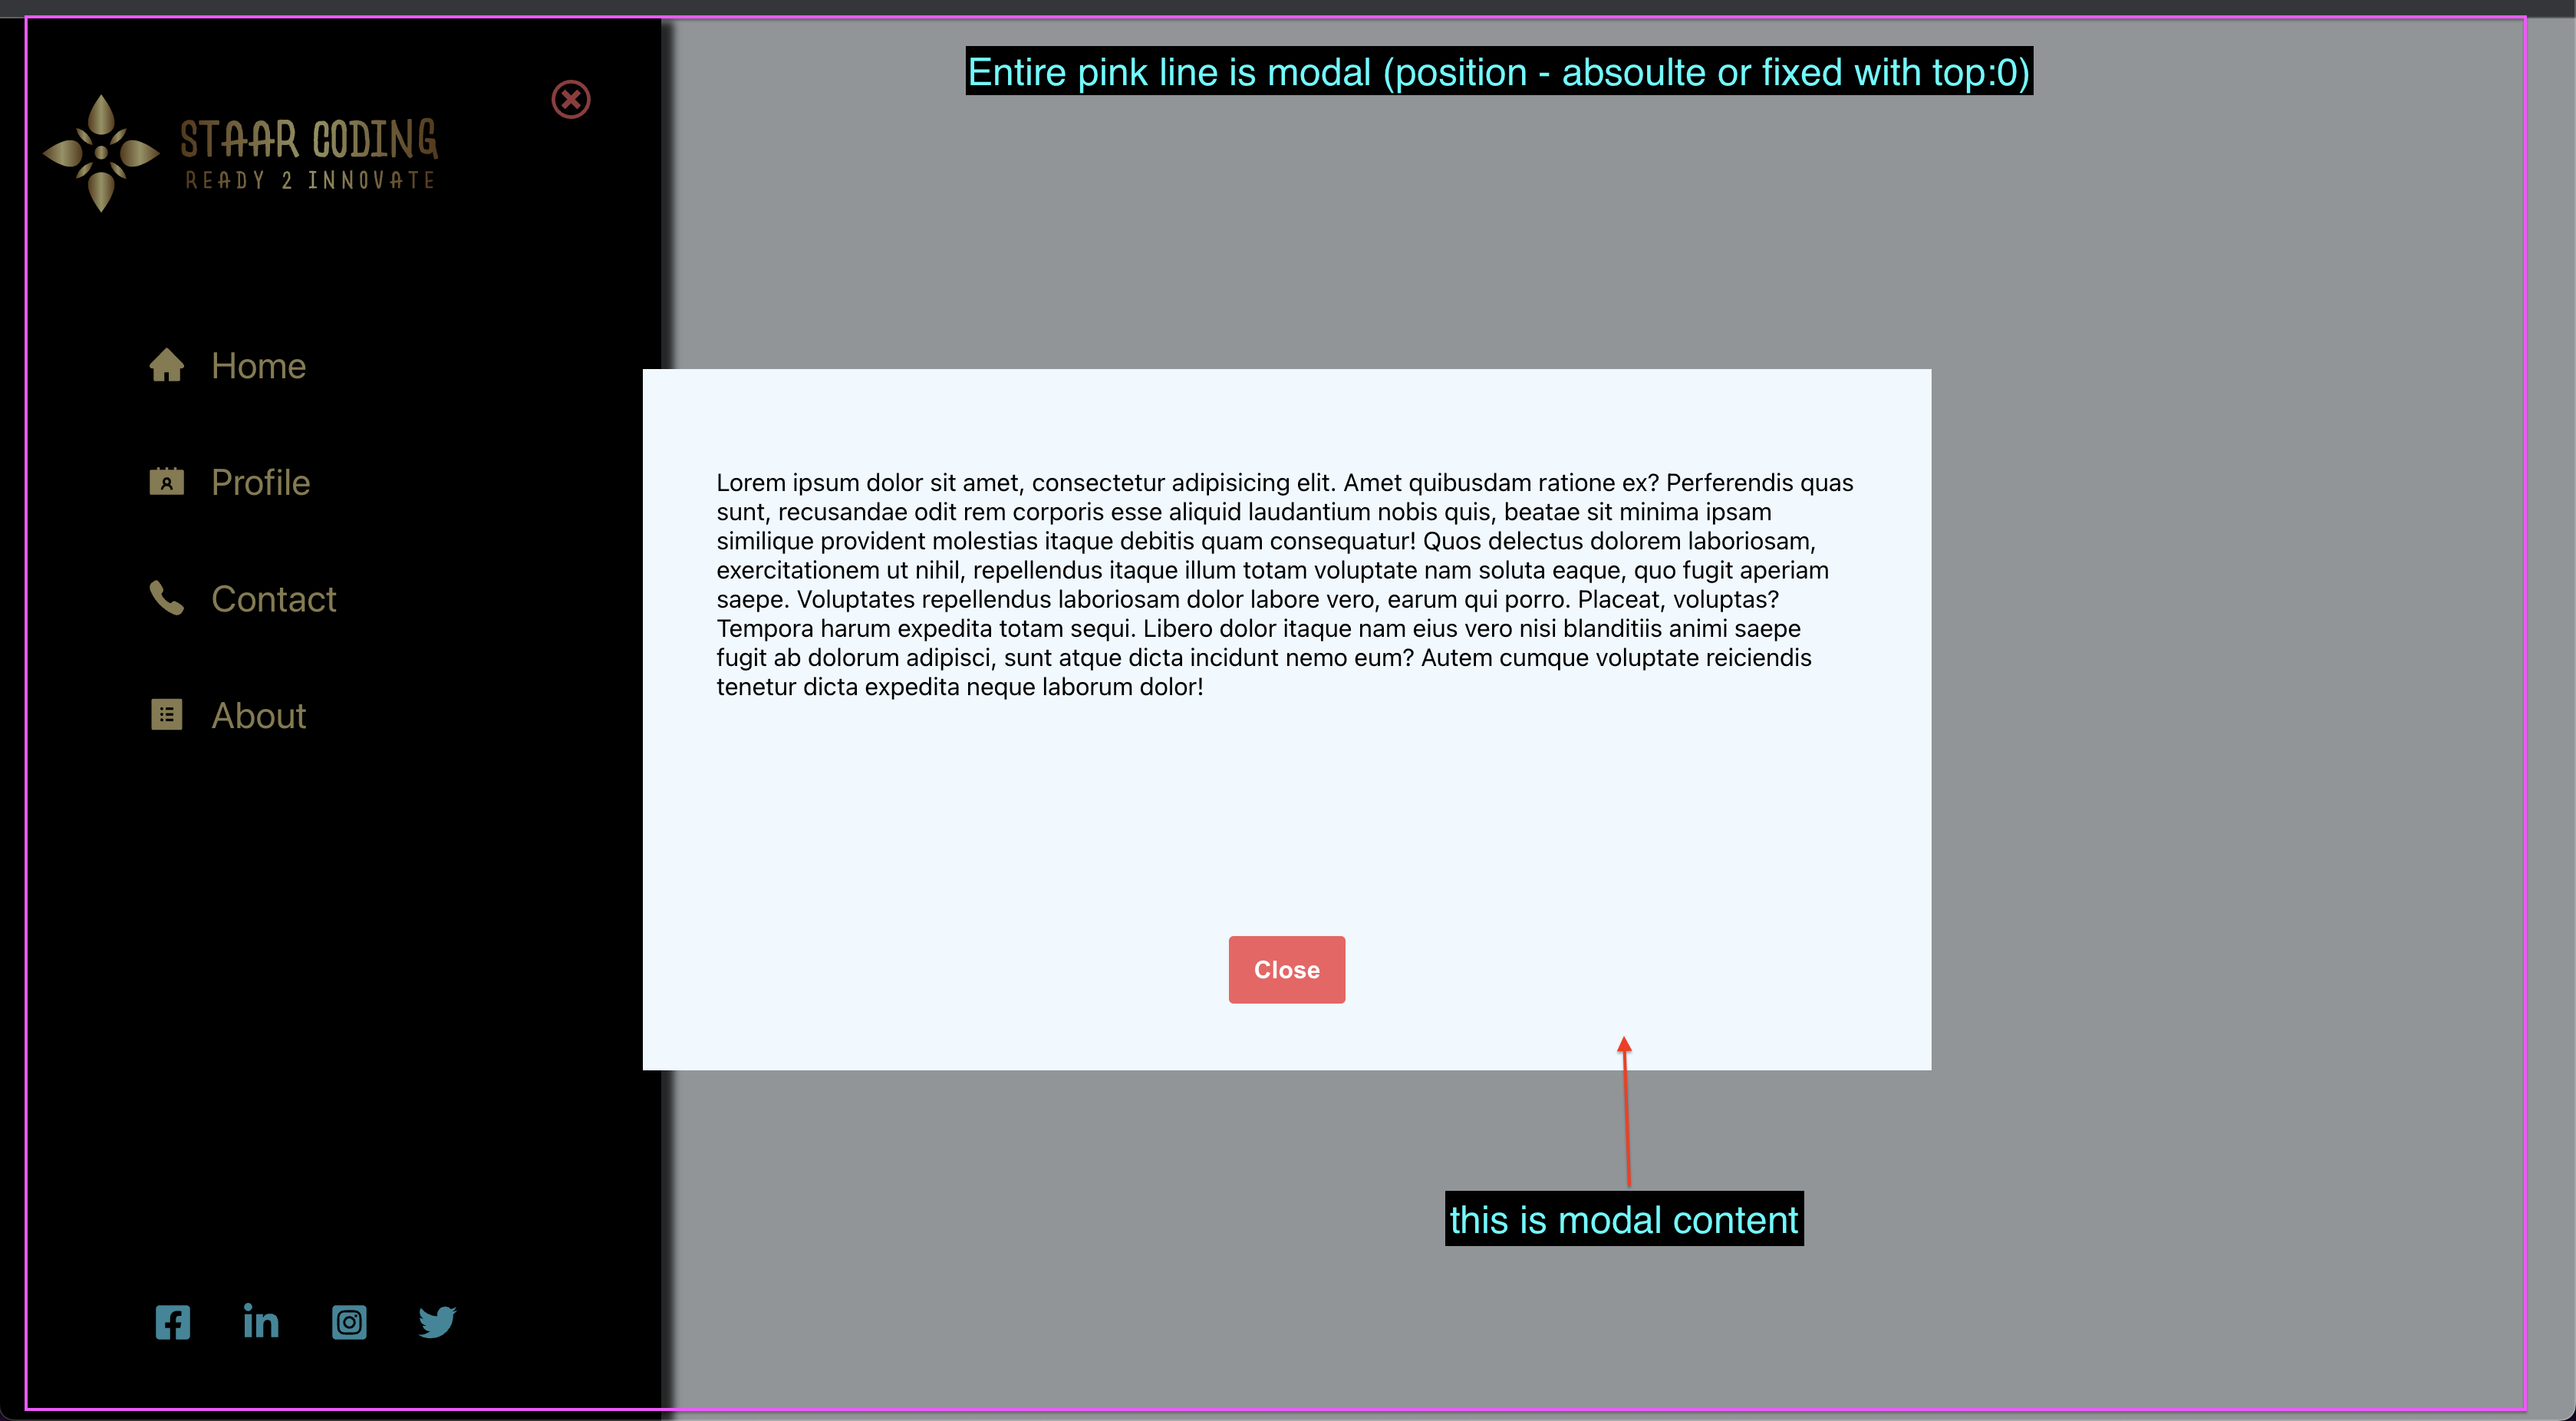 Entire pink line is modal (position - absoulte or fixed with top:0)
STAAR CODING
READY 2 INNOVATE
Home
Profile
Contact
About
Lorem ipsum dolor sit amet, consectetur adipisicing elit. Amet quibusdam ratione ex? Perferendis quas
sunt, recusandae odit rem corporis esse aliquid laudantium nobis quis, beatae sit minima ipsam
similique provident molestias itaque debitis quam consequatur! Quos delectus dolorem laboriosam,
exercitationem ut nihil, repellendus itaque illum totam voluptate nam soluta eaque, quo fugit aperiam
saepe. Voluptates repellendus laboriosam dolor labore vero, earum qui porro. Placeat, voluptas?
Tempora harum expedita totam sequi. Libero dolor itaque nam eius vero nisi blanditiis animi saepe
fugit ab dolorum adipisci, sunt atque dicta incidunt nemo eum? Autem cumque voluptate reiciendis
tenetur dicta expedita neque laborum dolor!
Close
this is modal content